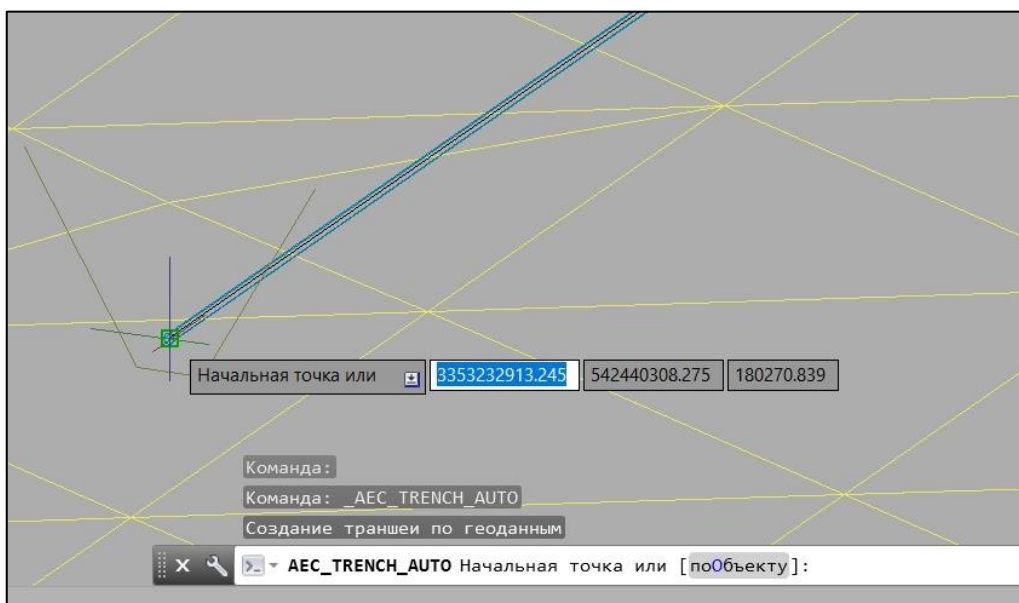 Начальная точка или 3353232913.245 542440308.275 180270.839
Команда:
Команда: _AEC_TRENCH_AUTO
Создание траншеи по геоданным
AEC_TRENCH_AUTO Начальная точка или [поОбъекту]: